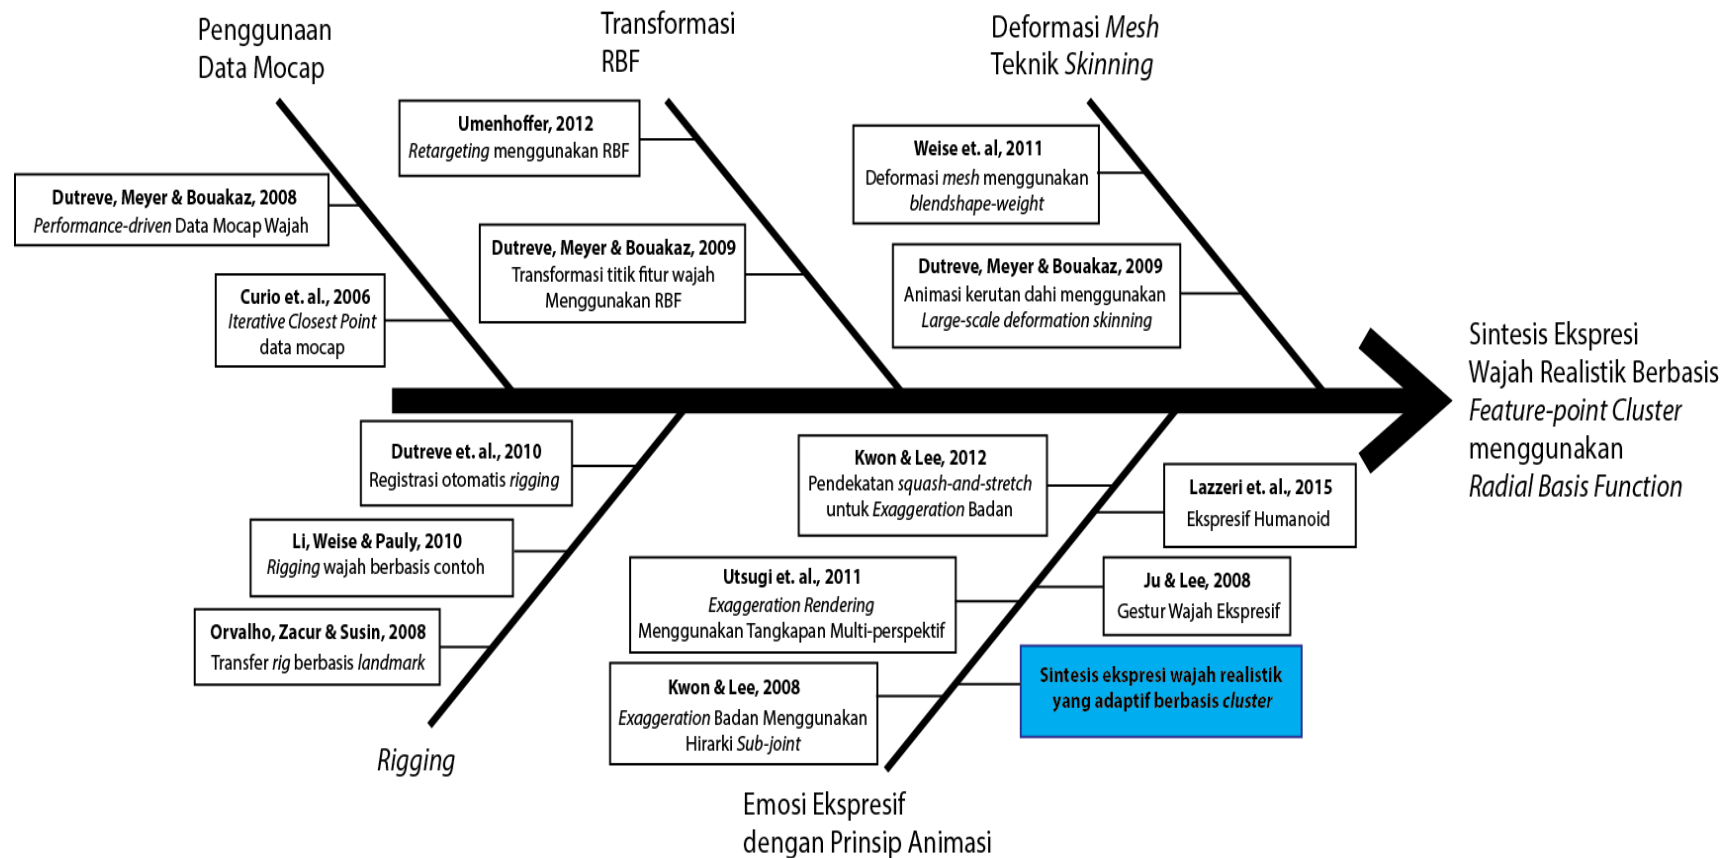 Penggunaan
Data Mocap
Transformasi
RBF
Deformasi Mesh
Teknik Skinning
Umenhoffer, 2012
Retargeting menggunakan RBF
Weise et. al, 2011
Deformasi mesh menggunakan
blendshape-weight
Dutreve, Meyer & Bouakaz, 2008
Performance-driven Data Mocap Wajah
Dutreve, Meyer & Bouakaz, 2009
Transformasi titik fitur wajah
Menggunakan RBF
Dutreve, Meyer & Bouakaz, 2009
Animasi kerutan dahi menggunakan
Large-scale deformation skinning
Curio et. al., 2006
Iterative Closest Point
data mocap
Sintesis Ekspresi
Wajah Realistik Berbasis
Feature-point Cluster
menggunakan
Radial Basis Function
Dutreve et. al., 2010
Registrasi otomatis rigging
Li, Weise & Pauly, 2010
Rigging wajah berbasis contoh
Orvalho, Zacur & Susin, 2008
Transfer rig berbasis landmark
Rigging
Kwon & Lee, 2012
Pendekatan squash-and-stretch
untuk Exaggeration Badan
Lazzeri et. al., 2015
Ekspresif Humanoid
Utsugi et. al., 2011
Exaggeration Rendering
Menggunakan Tangkapan Multi-perspektif
Ju & Lee, 2008
Gestur Wajah Ekspresif
Kwon & Lee, 2008
Exaggeration Badan Menggunakan
Hirarki Sub-joint
Sintesis ekspresi wajah realistik
yang adaptif berbasis cluster
Emosi Ekspresif
dengan Prinsip Animasi